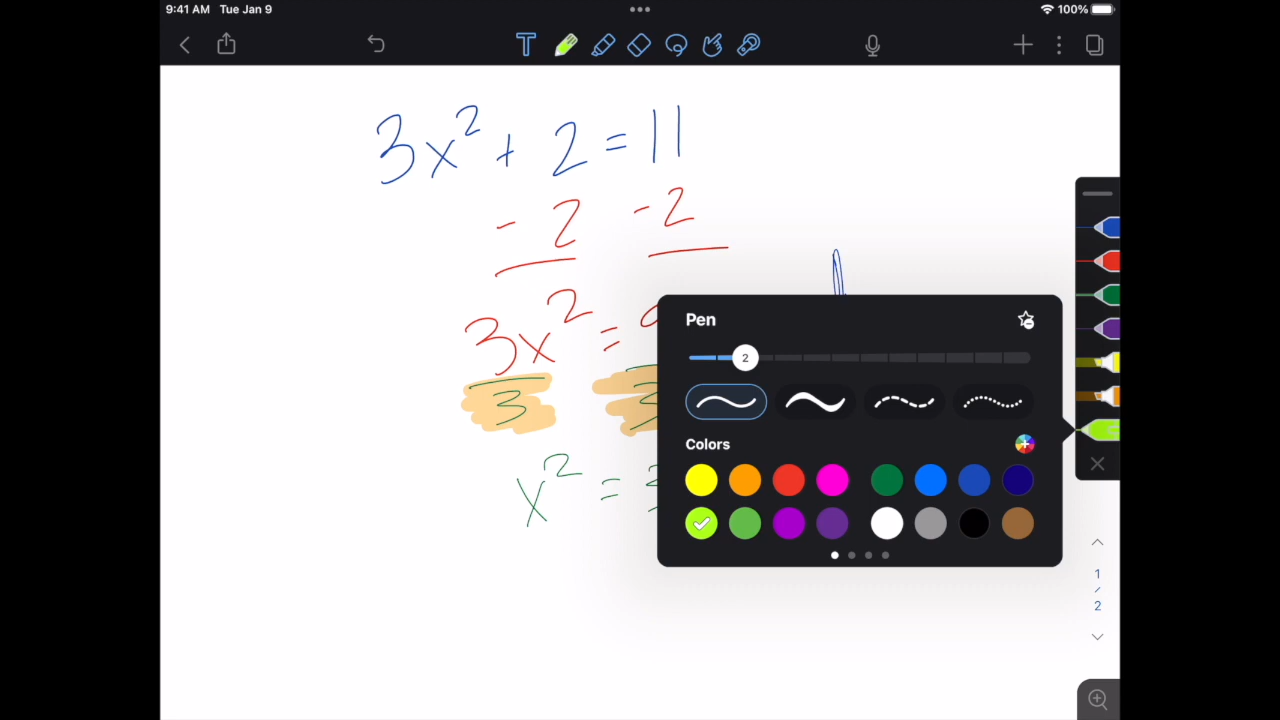 9:41 AM Tue Jan 9
100%
T
3x² + 2 = 11
- 2 - 2
3x² =
3
x² =
Pen
2
Colors
1
/
2